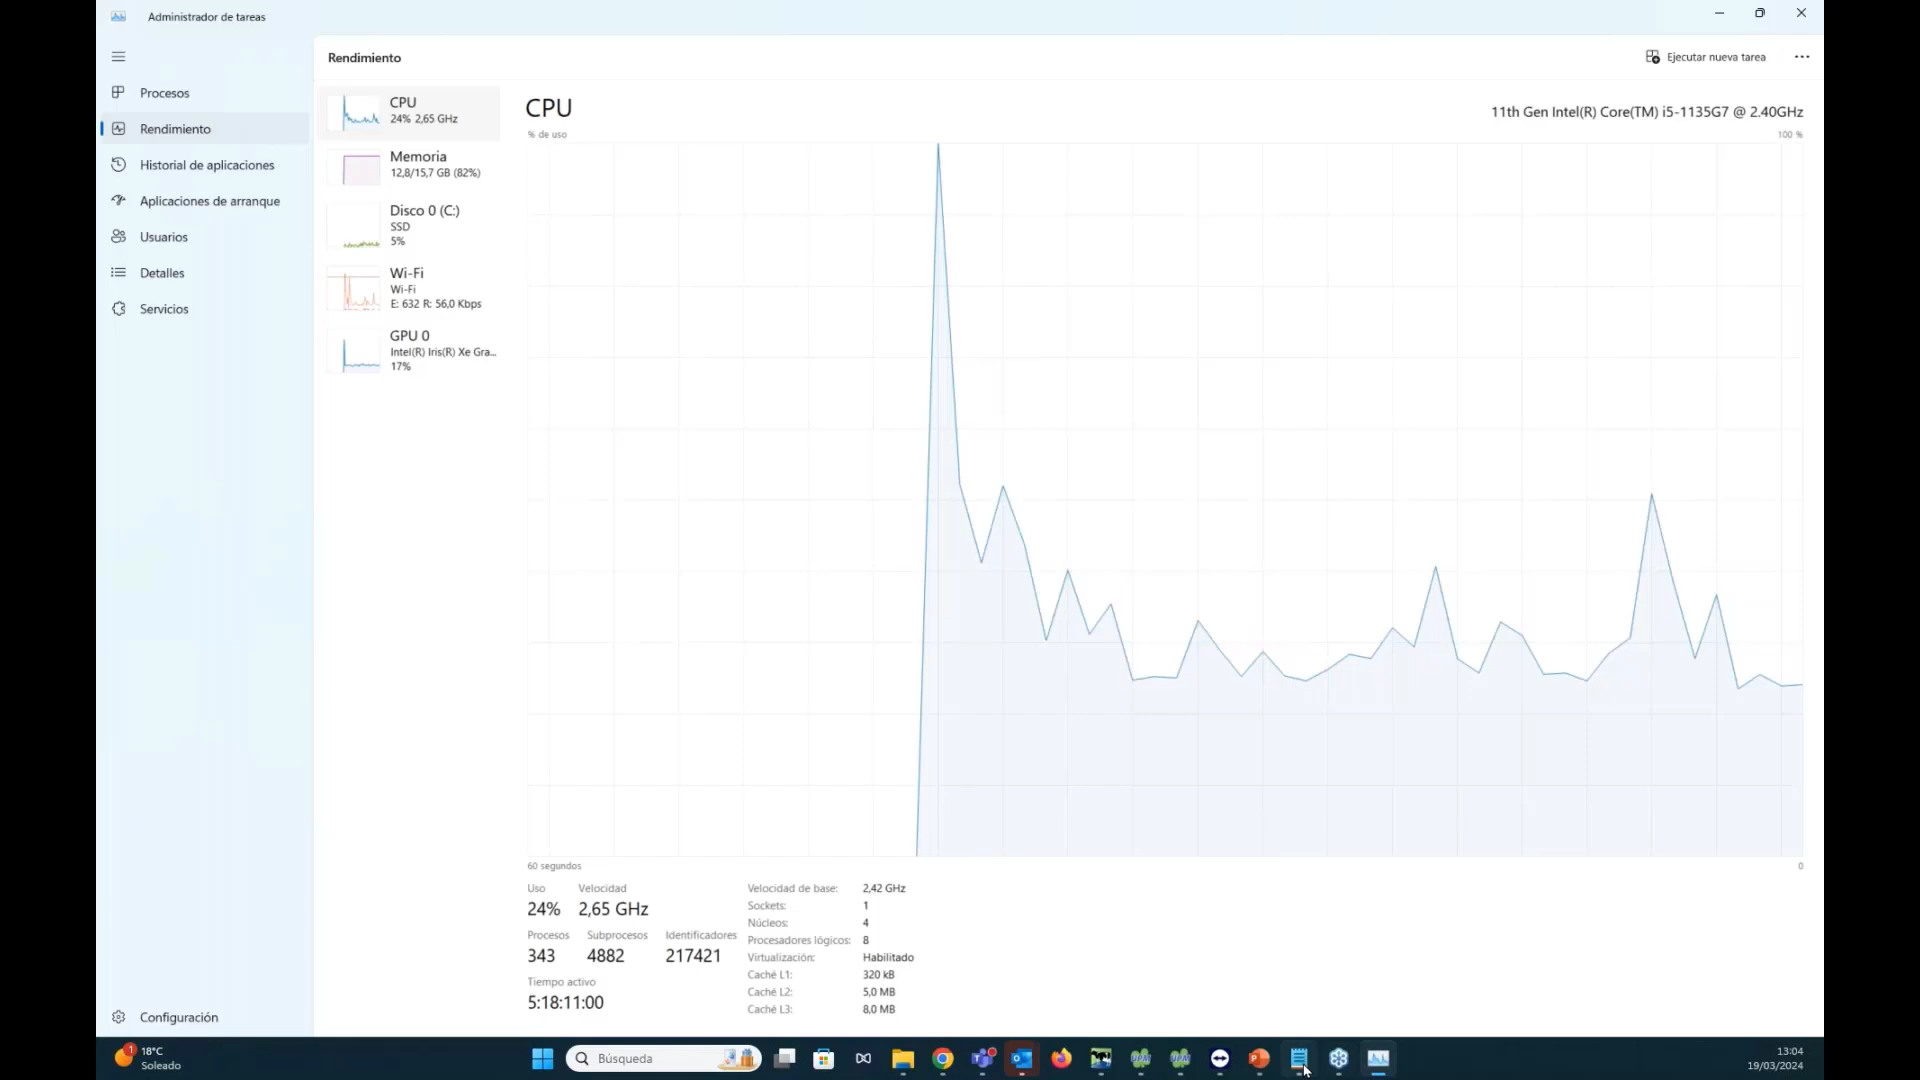 Administrador de tareas
Rendimiento
Ejecutar nueva tarea
Procesos
Rendimiento
Historial de aplicaciones
Aplicaciones de arranque
Usuarios
Detalles
Servicios
Configuración
CPU
24% 2,65 GHz
Memoria
12,8/15,7 GB (82%)
Disco 0 (C:)
SSD
5%
Wi-Fi
Wi-Fi
E: 632 R: 56,0 Kbps
GPU 0
Intel(R) Iris(R) Xe Gra...
17%
CPU
11th Gen Intel(R) Core(TM) i5-1135G7 @ 2.40GHz
% de uso
100 %
60 segundos
0
Uso
Velocidad
24%
2,65 GHz
Procesos
Subprocesos
Identificadores
343
4882
217421
Tiempo activo
5:18:11:00
Velocidad de base: 2,42 GHz
Sockets: 1
Núcleos: 4
Procesadores lógicos: 8
Virtualización: Habilitado
Caché L1: 320 kB
Caché L2: 5,0 MB
Caché L3: 8,0 MB
1
18°C
Soleado
Búsqueda
UPM
UPM
13:04
19/03/2024